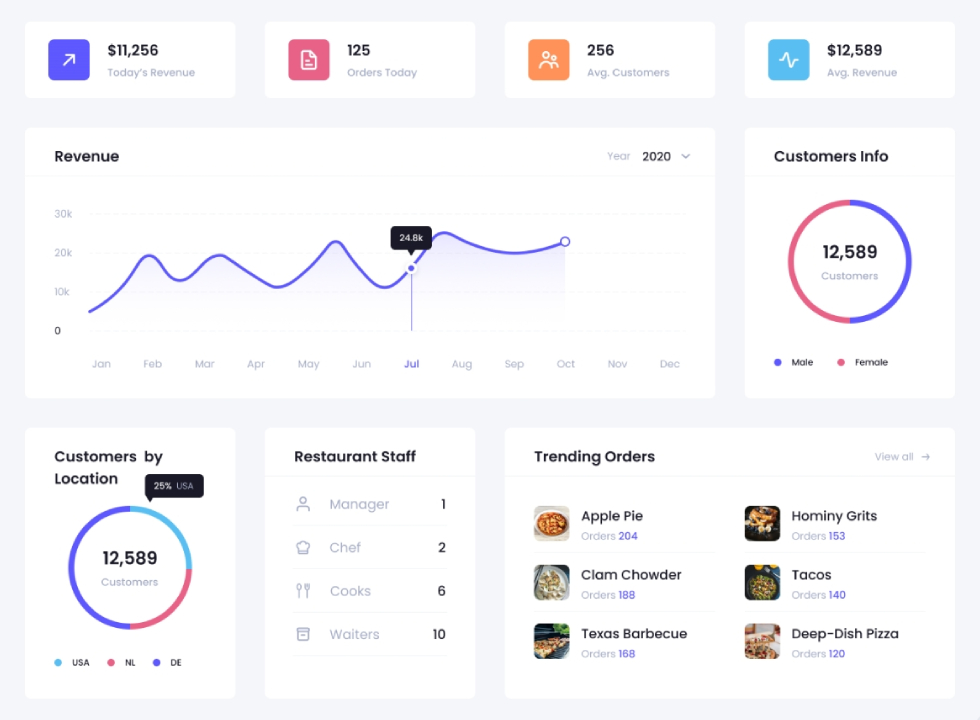 $11,256
Today's Revenue
125
Orders Today
256
Avg. Customers
$12,589
Avg. Revenue
Revenue
Year 2020
30k
20k
10k
0
24.8k
Jan Feb Mar Apr May Jun Jul Aug Sep Oct Nov Dec
Customers Info
12,589
Customers
Male Female
Customers by
Location
25% USA
12,589
Customers
USA NL DE
Restaurant Staff
Manager 1
Chef 2
Cooks 6
Waiters 10
Trending Orders
View all →
Apple Pie
Orders 204
Hominy Grits
Orders 153
Clam Chowder
Orders 188
Tacos
Orders 140
Texas Barbecue
Orders 168
Deep-Dish Pizza
Orders 120